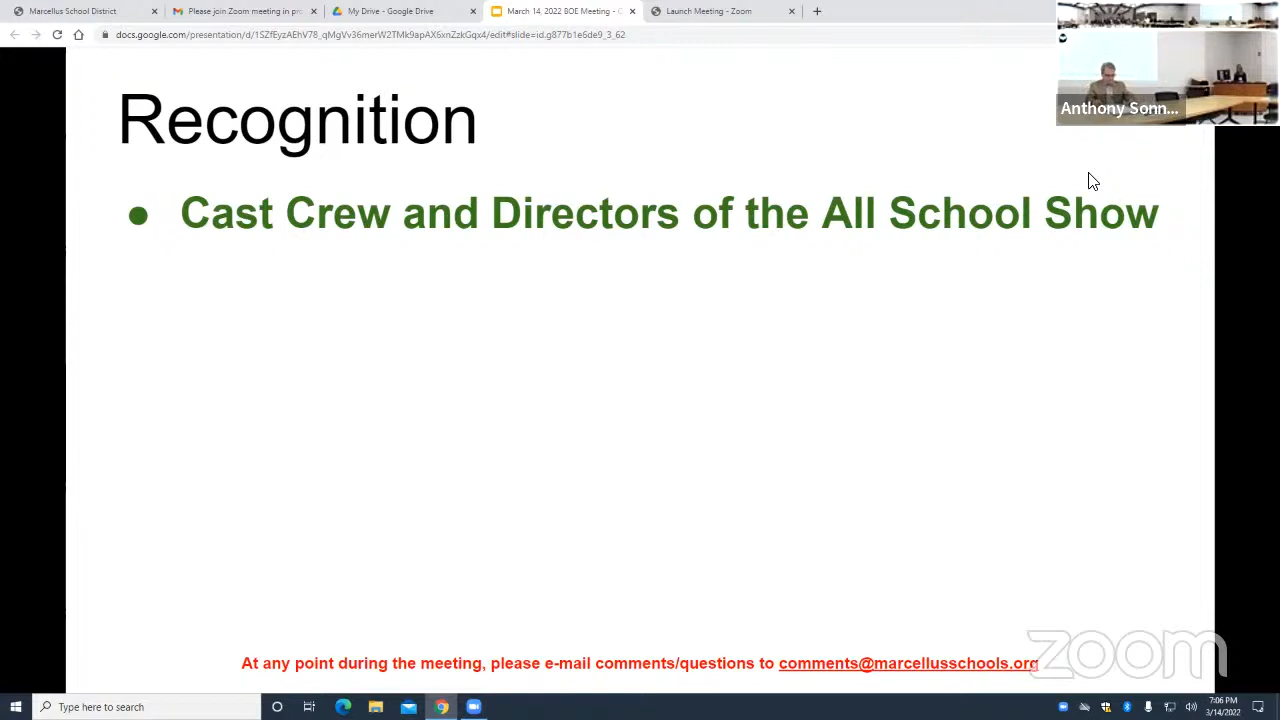 Marcellus School District
Please join Zoom meeting in pro
My Drive - Google Drive
March 14, 2022 BOE Meeting - G
Launch Meeting - Zoom
Anthony Sonn...
Recognition
● Cast Crew and Directors of the All School Show
At any point during the meeting, please e-mail comments/questions to comments@marcellusschools.org
zoom
Type here to search
7:06 PM
3/14/2022